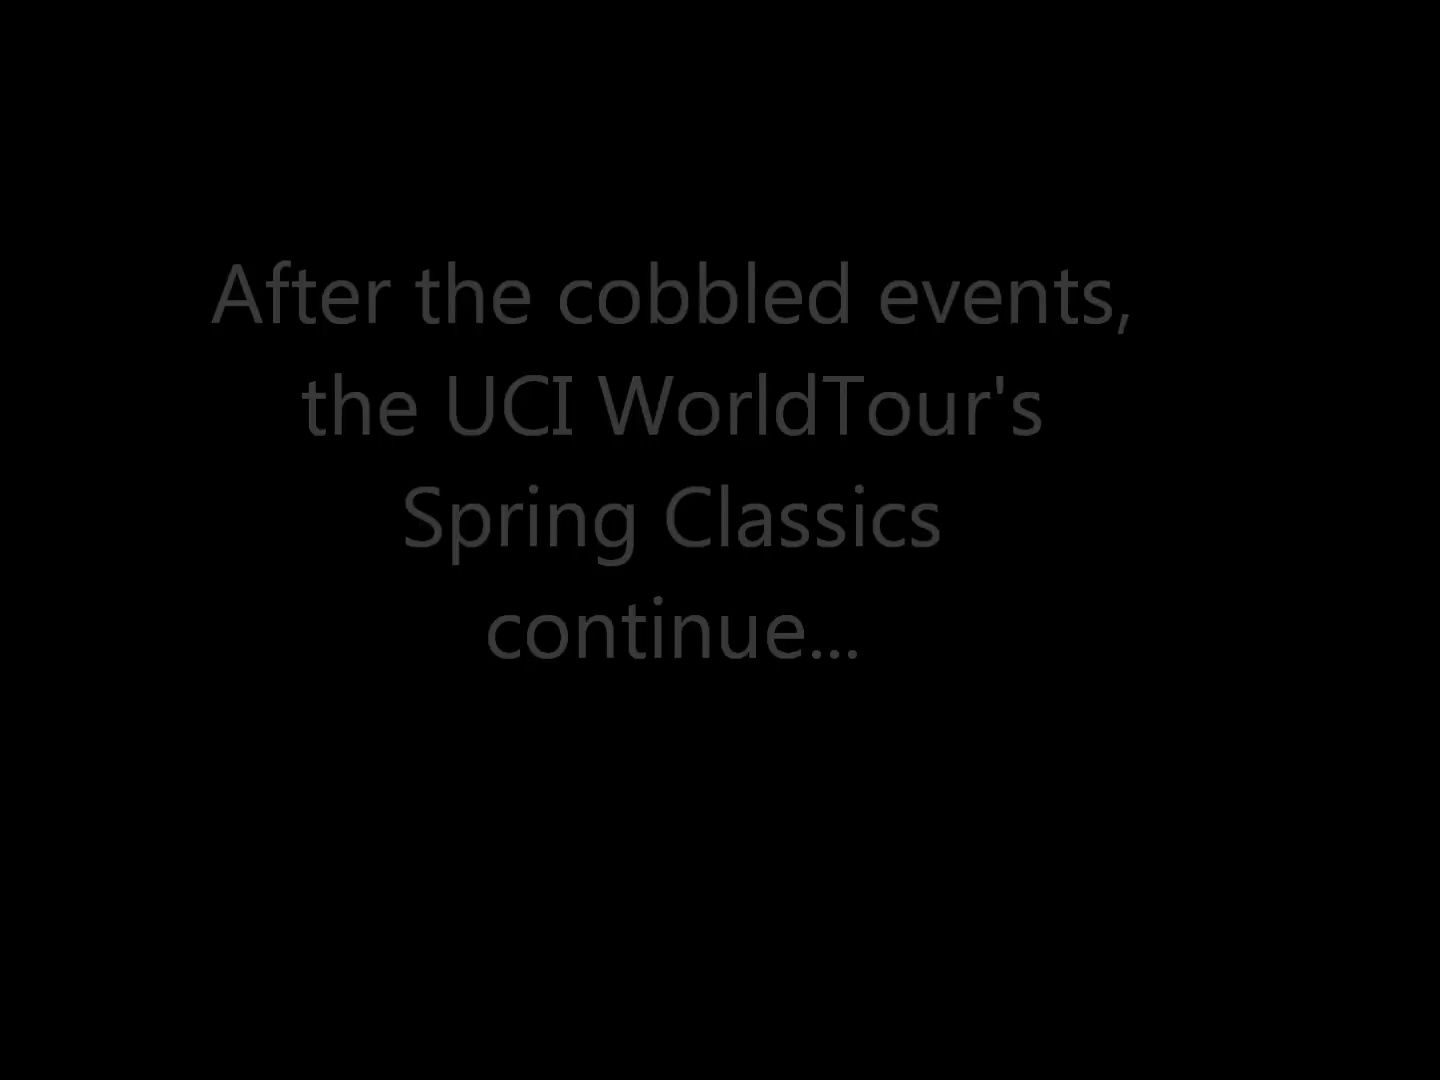 After the cobbled events,
the UCI WorldTour's
Spring Classics
continue...